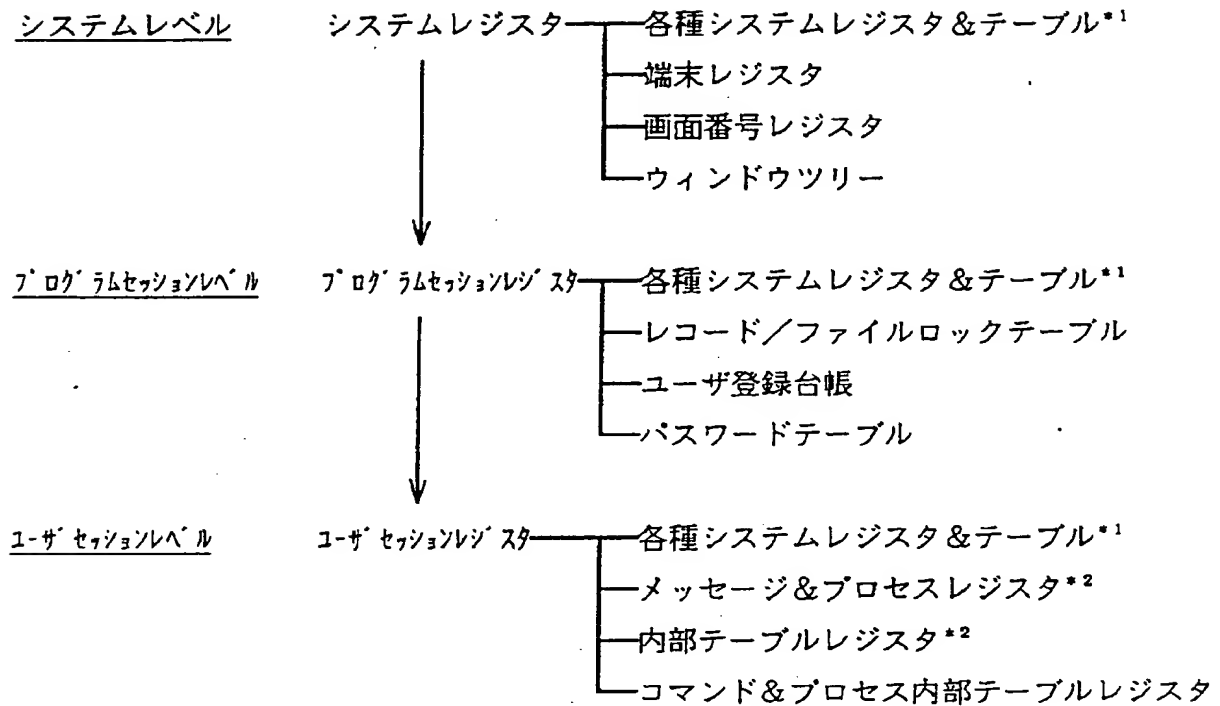 システムレベル システムレジスタ 各種システムレジスタ＆テーブル*1
端末レジスタ
画面番号レジスタ
ウィンドウツリー
ﾌﾟﾛｸﾞﾗﾑｾｯｼｮﾝﾚﾍﾞﾙ ﾌﾟﾛｸﾞﾗﾑｾｯｼｮﾝﾚｼﾞｽﾀ 各種システムレジスタ＆テーブル*1
レコード／ファイルロックテーブル
ユーザ登録台帳
パスワードテーブル
ﾕｰｻﾞｾｯｼｮﾝﾚﾍﾞﾙ ﾕｰｻﾞｾｯｼｮﾝﾚｼﾞｽﾀ 各種システムレジスタ＆テーブル*1
メッセージ＆プロセスレジスタ*2
内部テーブルレジスタ*2
コマンド＆プロセス内部テーブルレジスタ